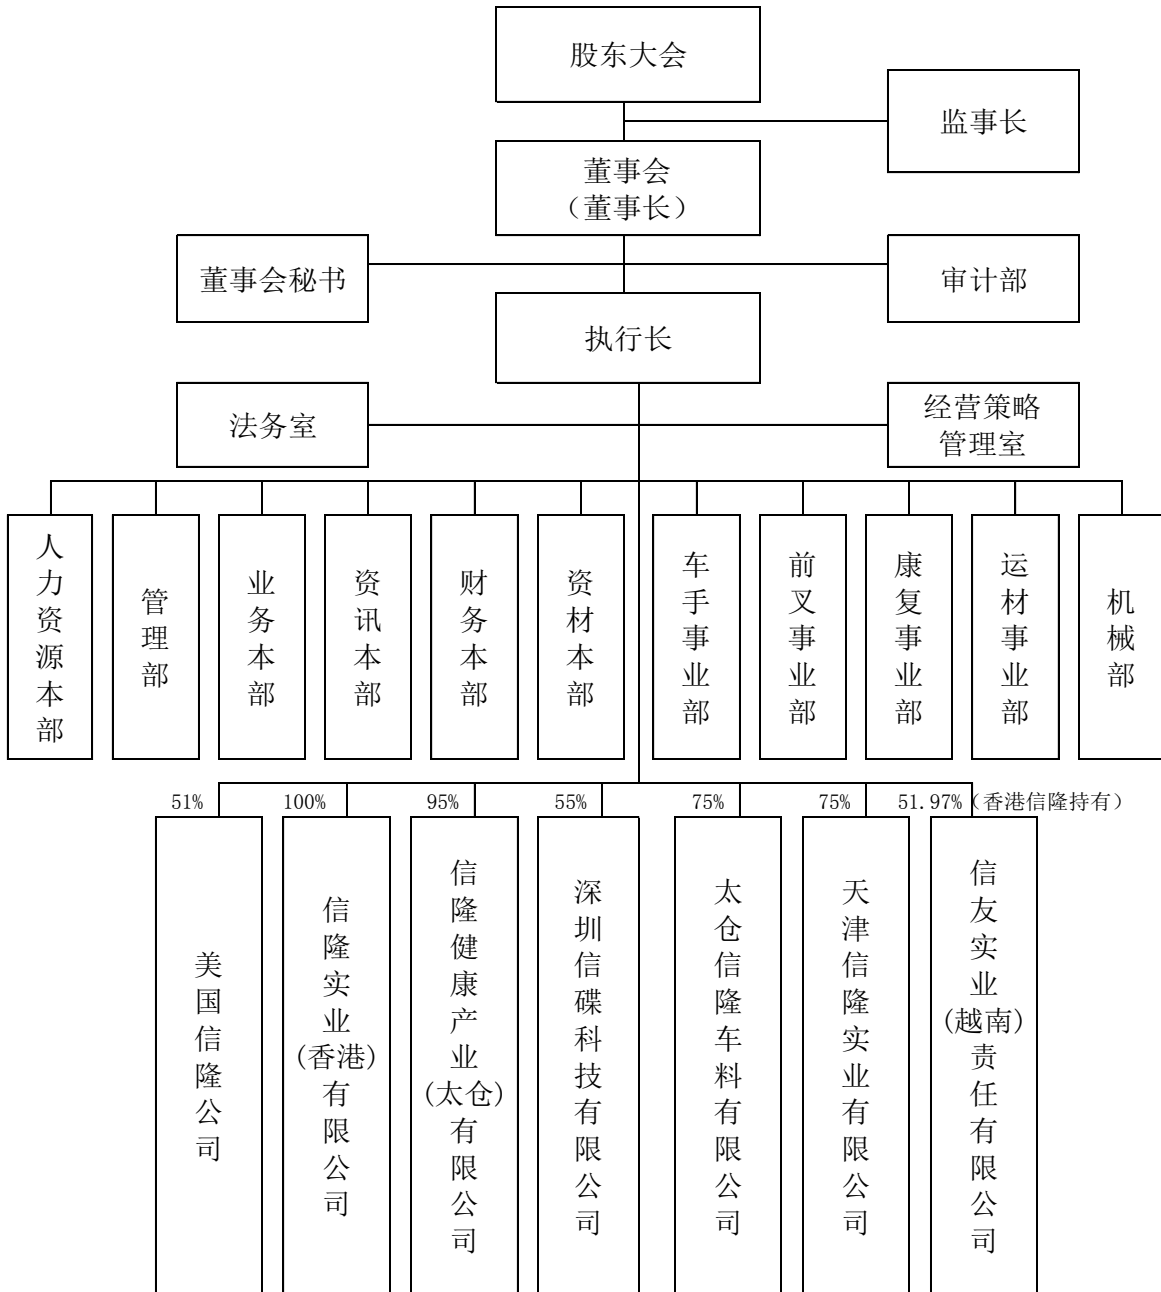 股东大会
监事长
董事会
（董事长）
董事会秘书
审计部
执行长
法务室
经营策略
管理室
人力资源本部
管理部
业务本部
资讯本部
财务本部
资材本部
车手事业部
前叉事业部
康复事业部
运材事业部
机械部
51%
100%
95%
55%
75%
75%
51.97%（香港信隆持有）
美国信隆公司
信隆实业(香港)有限公司
信隆健康产业(太仓)有限公司
深圳信碟科技有限公司
太仓信隆车料有限公司
天津信隆实业有限公司
信友实业(越南)责任有限公司